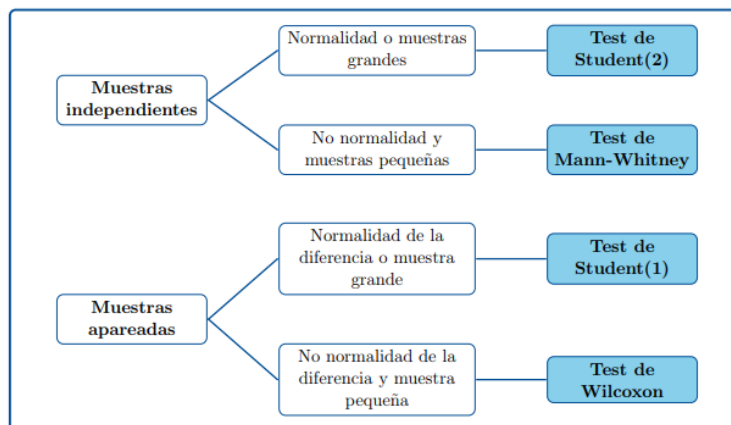 Muestras
independientes
Normalidad o muestras
grandes
Test de
Student(2)
No normalidad y
muestras pequeñas
Test de
Mann-Whitney
Muestras
apareadas
Normalidad de la
diferencia o muestra
grande
Test de
Student(1)
No normalidad de la
diferencia y muestra
pequeña
Test de
Wilcoxon